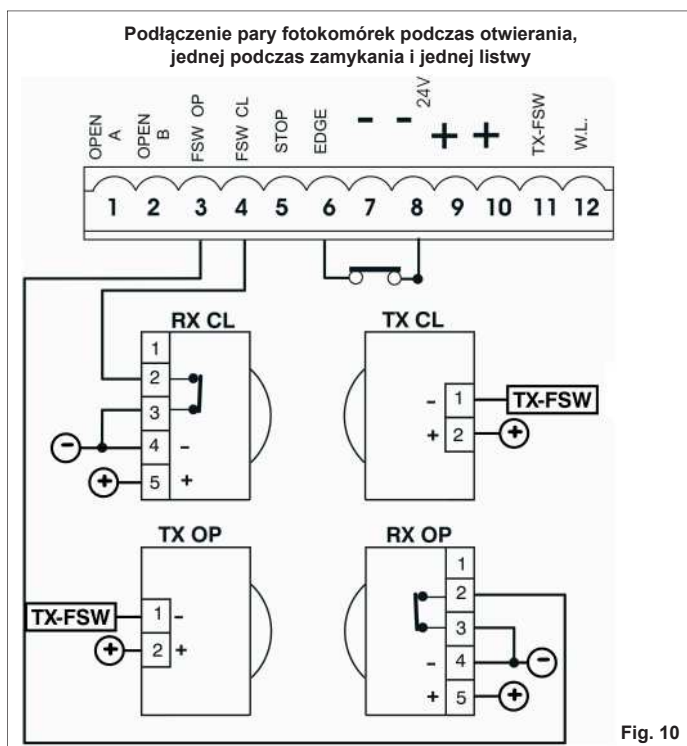 Podłączenie pary fotokomórek podczas otwierania,
jednej podczas zamykania i jednej listwy
OPEN A
OPEN B
FSW OP
FSW CL
STOP
EDGE
- - 24V + +
TX-FSW
W.L.
1 2 3 4 5 6 7 8 9 10 11 12
RX CL
1
2
3
4 -
5 +
- +
TX CL
- 1 TX-FSW
+ 2 +
TX OP
TX-FSW 1 -
+ 2 +
RX OP
1
2
3
- 4 -
+ 5 +
Fig. 10